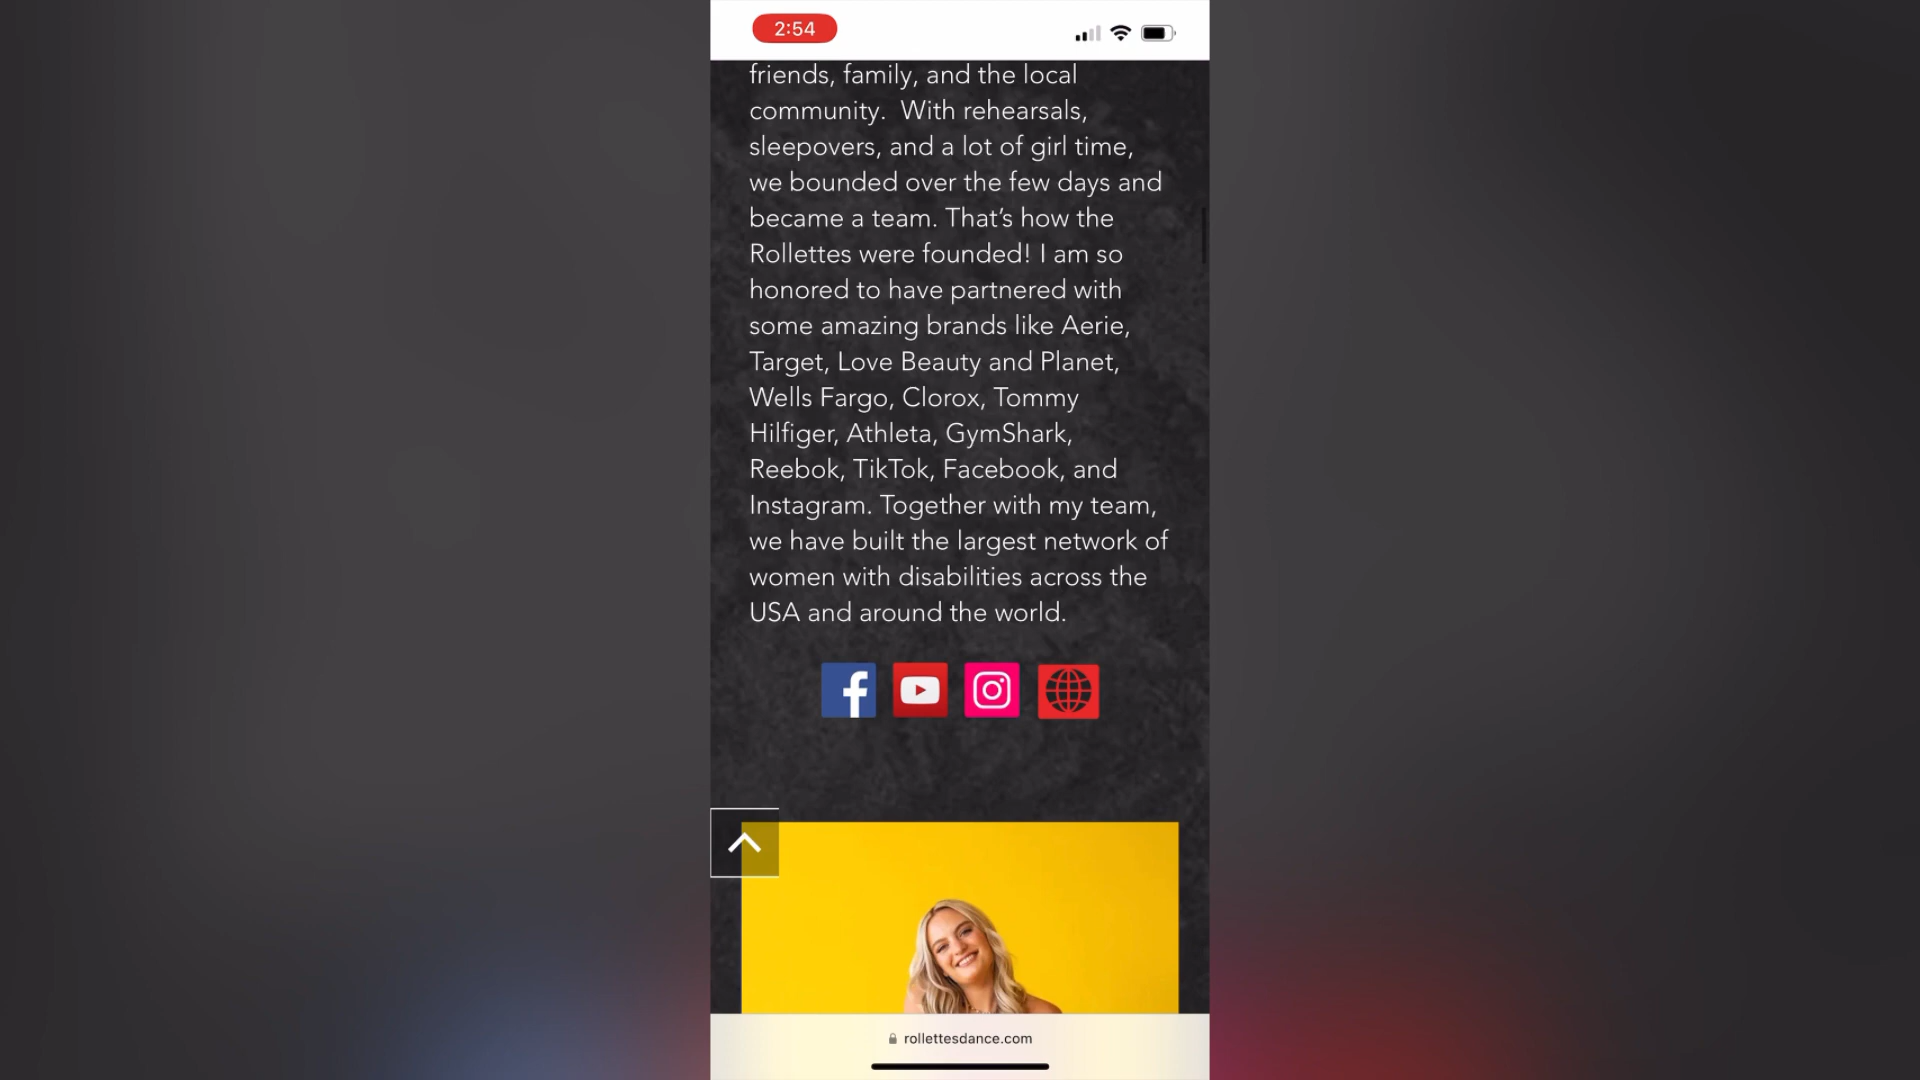 2:54
friends, family, and the local
community.  With rehearsals,
sleepovers, and a lot of girl time,
we bounded over the few days and
became a team. That’s how the
Rollettes were founded! I am so
honored to have partnered with
some amazing brands like Aerie,
Target, Love Beauty and Planet,
Wells Fargo, Clorox, Tommy
Hilfiger, Athleta, GymShark,
Reebok, TikTok, Facebook, and
Instagram. Together with my team,
we have built the largest network of
women with disabilities across the
USA and around the world.
rollettesdance.com